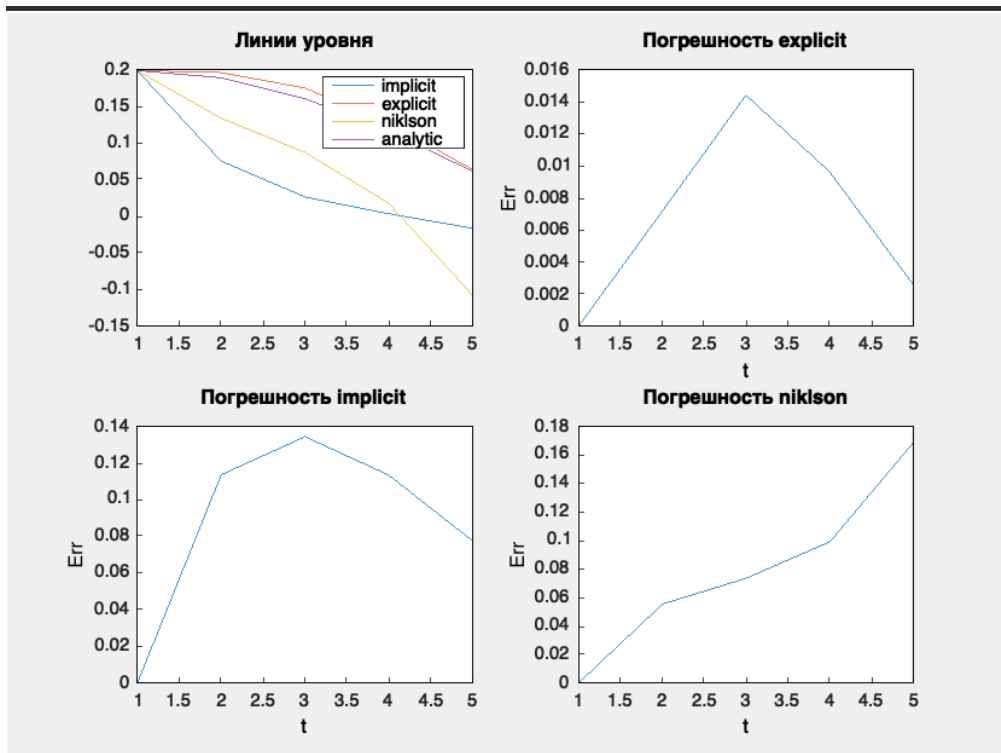 Линии уровня
0.2
0.15
0.1
0.05
0
-0.05
-0.1
-0.15
1 1.5 2 2.5 3 3.5 4 4.5 5
implicit
explicit
niklson
analytic
Погрешность explicit
Err
0.016
0.014
0.012
0.01
0.008
0.006
0.004
0.002
0
1 1.5 2 2.5 3 3.5 4 4.5 5
t
Погрешность implicit
Err
0.14
0.12
0.1
0.08
0.06
0.04
0.02
0
1 1.5 2 2.5 3 3.5 4 4.5 5
t
Погрешность niklson
Err
0.18
0.16
0.14
0.12
0.1
0.08
0.06
0.04
0.02
0
1 1.5 2 2.5 3 3.5 4 4.5 5
t